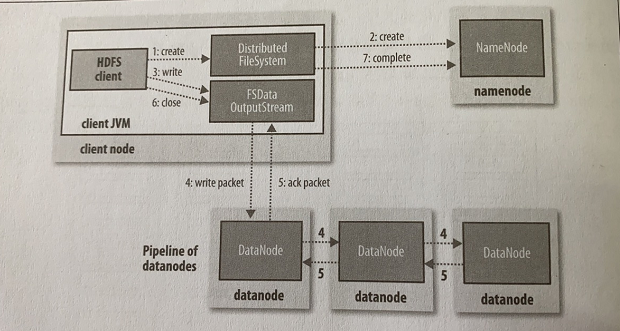 1: create
Distributed
FileSystem
2: create
NameNode
HDFS
client
3: write
7: complete
namenode
6: close
FSData
OutputStream
client JVM
client node
4: write packet
5: ack packet
Pipeline of
datanodes
DataNode
4
5
DataNode
4
5
DataNode
datanode
datanode
datanode